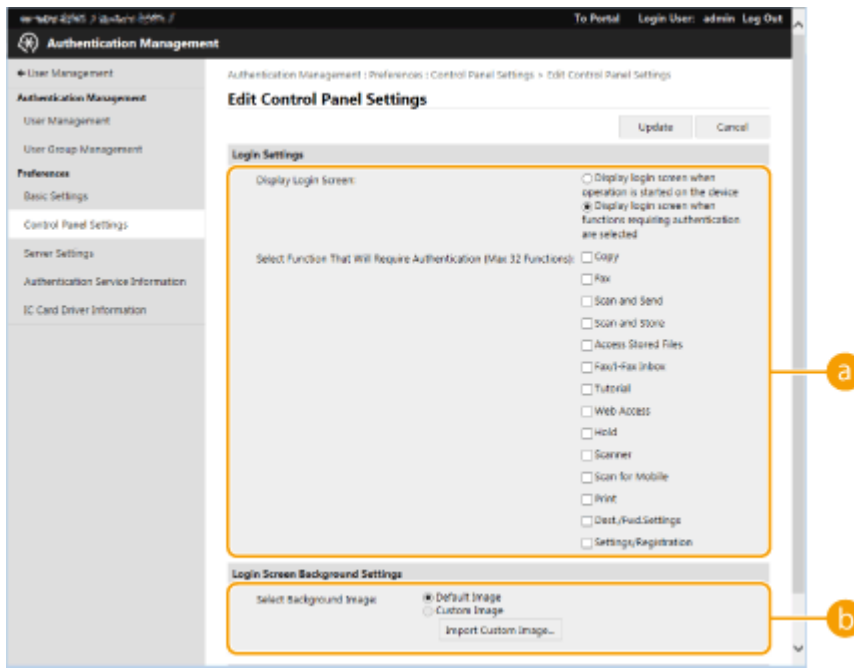 To Portal Login User: admin Log Out
Authentication Management
User Management
Authentication Management : Preferences : Control Panel Settings > Edit Control Panel Settings
Authentication Management
Edit Control Panel Settings
User Management
Update Cancel
User Group Management
Login Settings
Preferences
Display Login Screen:
Display login screen when
operation is started on the device
Basic Settings
Display login screen when
functions requiring authentication
are selected
Control Panel Settings
Server Settings
Select Function That Will Require Authentication (Max 32 Functions):
Copy
Fax
Authentication Service Information
Scan and Send
IC Card Driver Information
Scan and Store
Access Stored Files
Fax/I-Fax Inbox
a
Tutorial
Web Access
Hold
Scanner
Scan for Mobile
Print
Dest./Fwd.Settings
Settings/Registration
Login Screen Background Settings
Select Background Image:
Default Image
Custom Image
Import Custom Image...
b